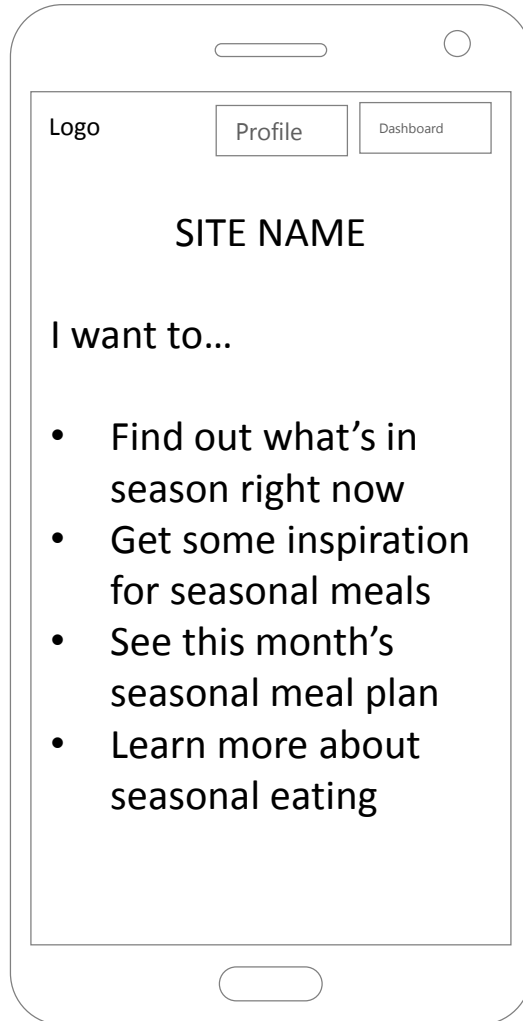 Logo
Profile
Dashboard
SITE NAME
I want to…
• Find out what’s in
season right now
• Get some inspiration
for seasonal meals
• See this month’s
seasonal meal plan
• Learn more about
seasonal eating